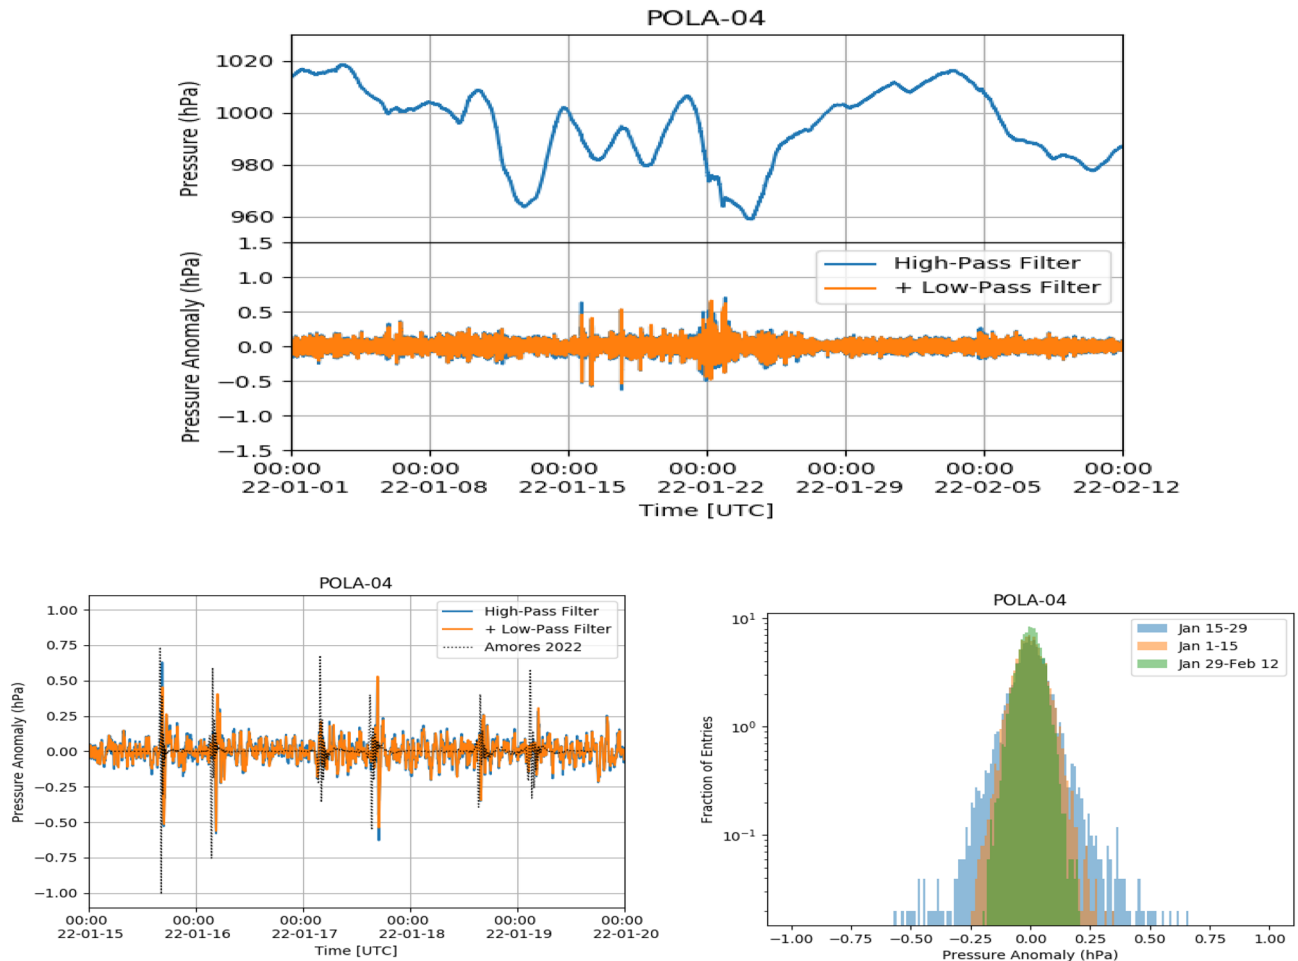 POLA-04
Pressure (hPa)
1020
1000
980
960
Pressure Anomaly (hPa)
1.5
1.0
0.5
0.0
−0.5
−1.0
−1.5
High-Pass Filter
+ Low-Pass Filter
00:00 00:00 00:00 00:00 00:00 00:00 00:00
22-01-01 22-01-08 22-01-15 22-01-22 22-01-29 22-02-05 22-02-12
Time [UTC]
POLA-04
Pressure Anomaly (hPa)
1.00
0.75
0.50
0.25
0.00
−0.25
−0.50
−0.75
−1.00
High-Pass Filter
+ Low-Pass Filter
Amores 2022
00:00 00:00 00:00 00:00 00:00 00:00
22-01-15 22-01-16 22-01-17 22-01-18 22-01-19 22-01-20
Time [UTC]
POLA-04
Fraction of Entries
10¹
10⁰
10⁻¹
Jan 15-29
Jan 1-15
Jan 29-Feb 12
−1.00 −0.75 −0.50 −0.25 0.00 0.25 0.50 0.75 1.00
Pressure Anomaly (hPa)